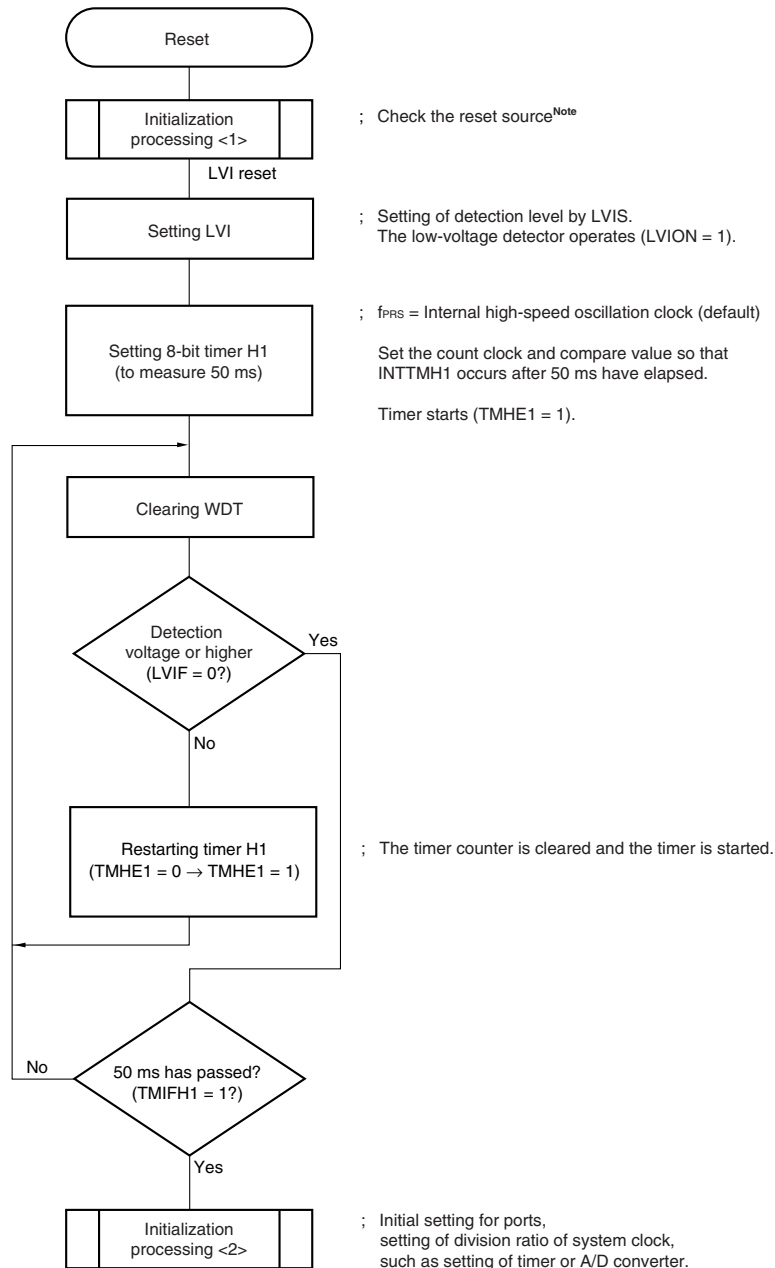 Reset
Initialization
processing <1>
; Check the reset sourceNote
LVI reset
Setting LVI
; Setting of detection level by LVIS.
The low-voltage detector operates (LVION = 1).
Setting 8-bit timer H1
(to measure 50 ms)
; fPRS = Internal high-speed oscillation clock (default)
Set the count clock and compare value so that
INTTMH1 occurs after 50 ms have elapsed.
Timer starts (TMHE1 = 1).
Clearing WDT
Detection
voltage or higher
(LVIF = 0?)
Yes
No
Restarting timer H1
(TMHE1 = 0 → TMHE1 = 1)
; The timer counter is cleared and the timer is started.
50 ms has passed?
(TMIFH1 = 1?)
No
Yes
Initialization
processing <2>
; Initial setting for ports,
setting of division ratio of system clock,
such as setting of timer or A/D converter.